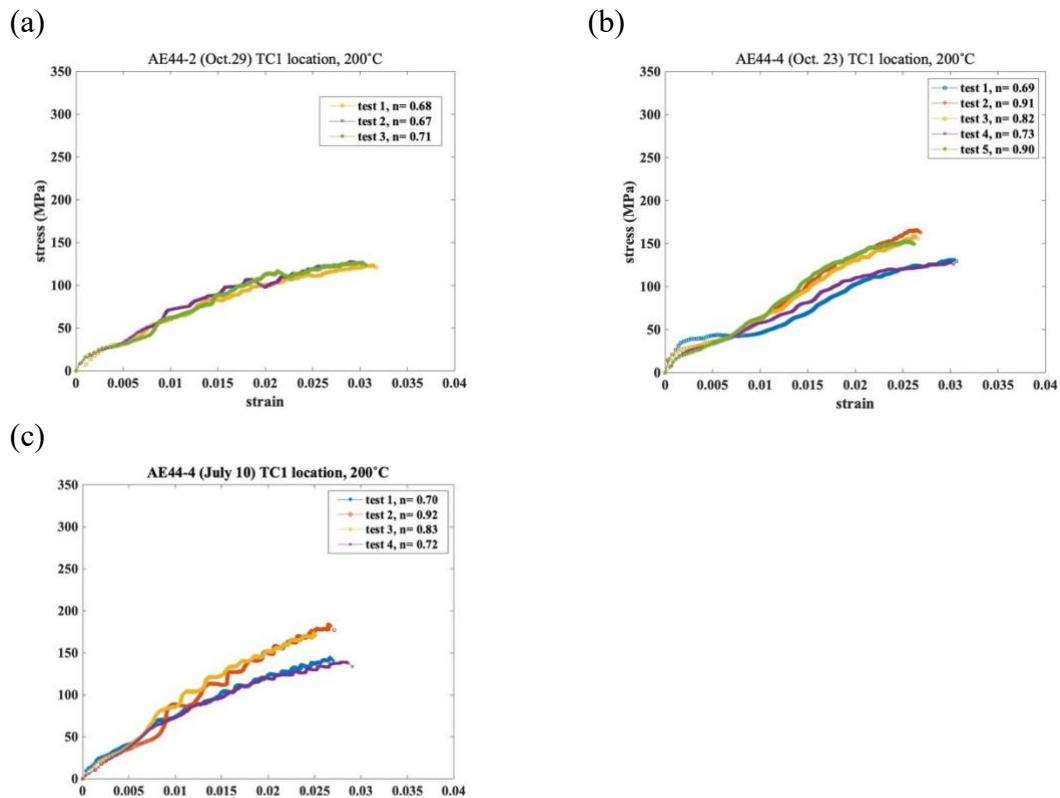 (a)
AE44-2 (Oct.29) TC1 location, 200˚C
350
300
250
200
150
100
50
0
stress (MPa)
test 1, n= 0.68
test 2, n= 0.67
test 3, n= 0.71
0 0.005 0.01 0.015 0.02 0.025 0.03 0.035 0.04
strain
(b)
AE44-4 (Oct. 23) TC1 location, 200˚C
350
300
250
200
150
100
50
0
stress (MPa)
test 1, n= 0.69
test 2, n= 0.91
test 3, n= 0.82
test 4, n= 0.73
test 5, n= 0.90
0 0.005 0.01 0.015 0.02 0.025 0.03 0.035 0.04
strain
(c)
AE44-4 (July 10) TC1 location, 200˚C
350
300
250
200
150
100
50
0
test 1, n= 0.70
test 2, n= 0.92
test 3, n= 0.83
test 4, n= 0.72
0 0.005 0.01 0.015 0.02 0.025 0.03 0.035 0.04